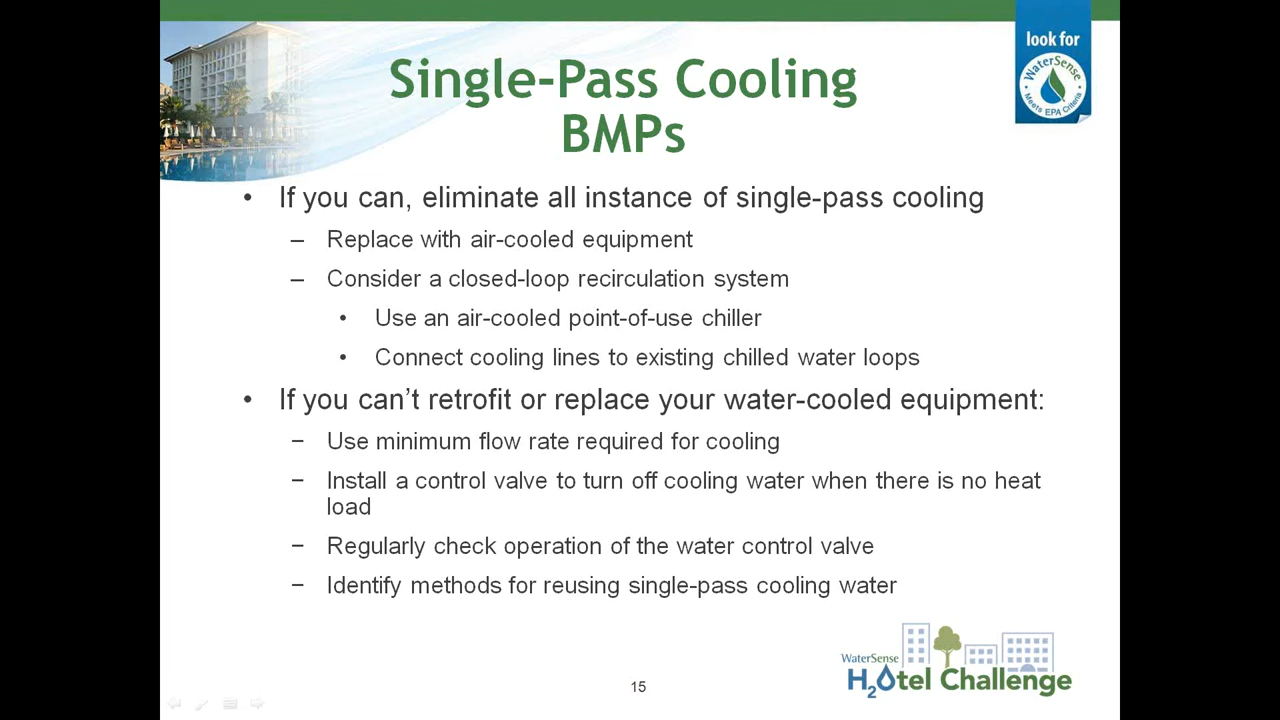 look for
WaterSense
Meets EPA Criteria
Single-Pass Cooling
BMPs
• If you can, eliminate all instance of single-pass cooling
– Replace with air-cooled equipment
– Consider a closed-loop recirculation system
• Use an air-cooled point-of-use chiller
• Connect cooling lines to existing chilled water loops
• If you can’t retrofit or replace your water-cooled equipment:
− Use minimum flow rate required for cooling
− Install a control valve to turn off cooling water when there is no heat
load
− Regularly check operation of the water control valve
− Identify methods for reusing single-pass cooling water
WaterSense
H2Otel Challenge
15